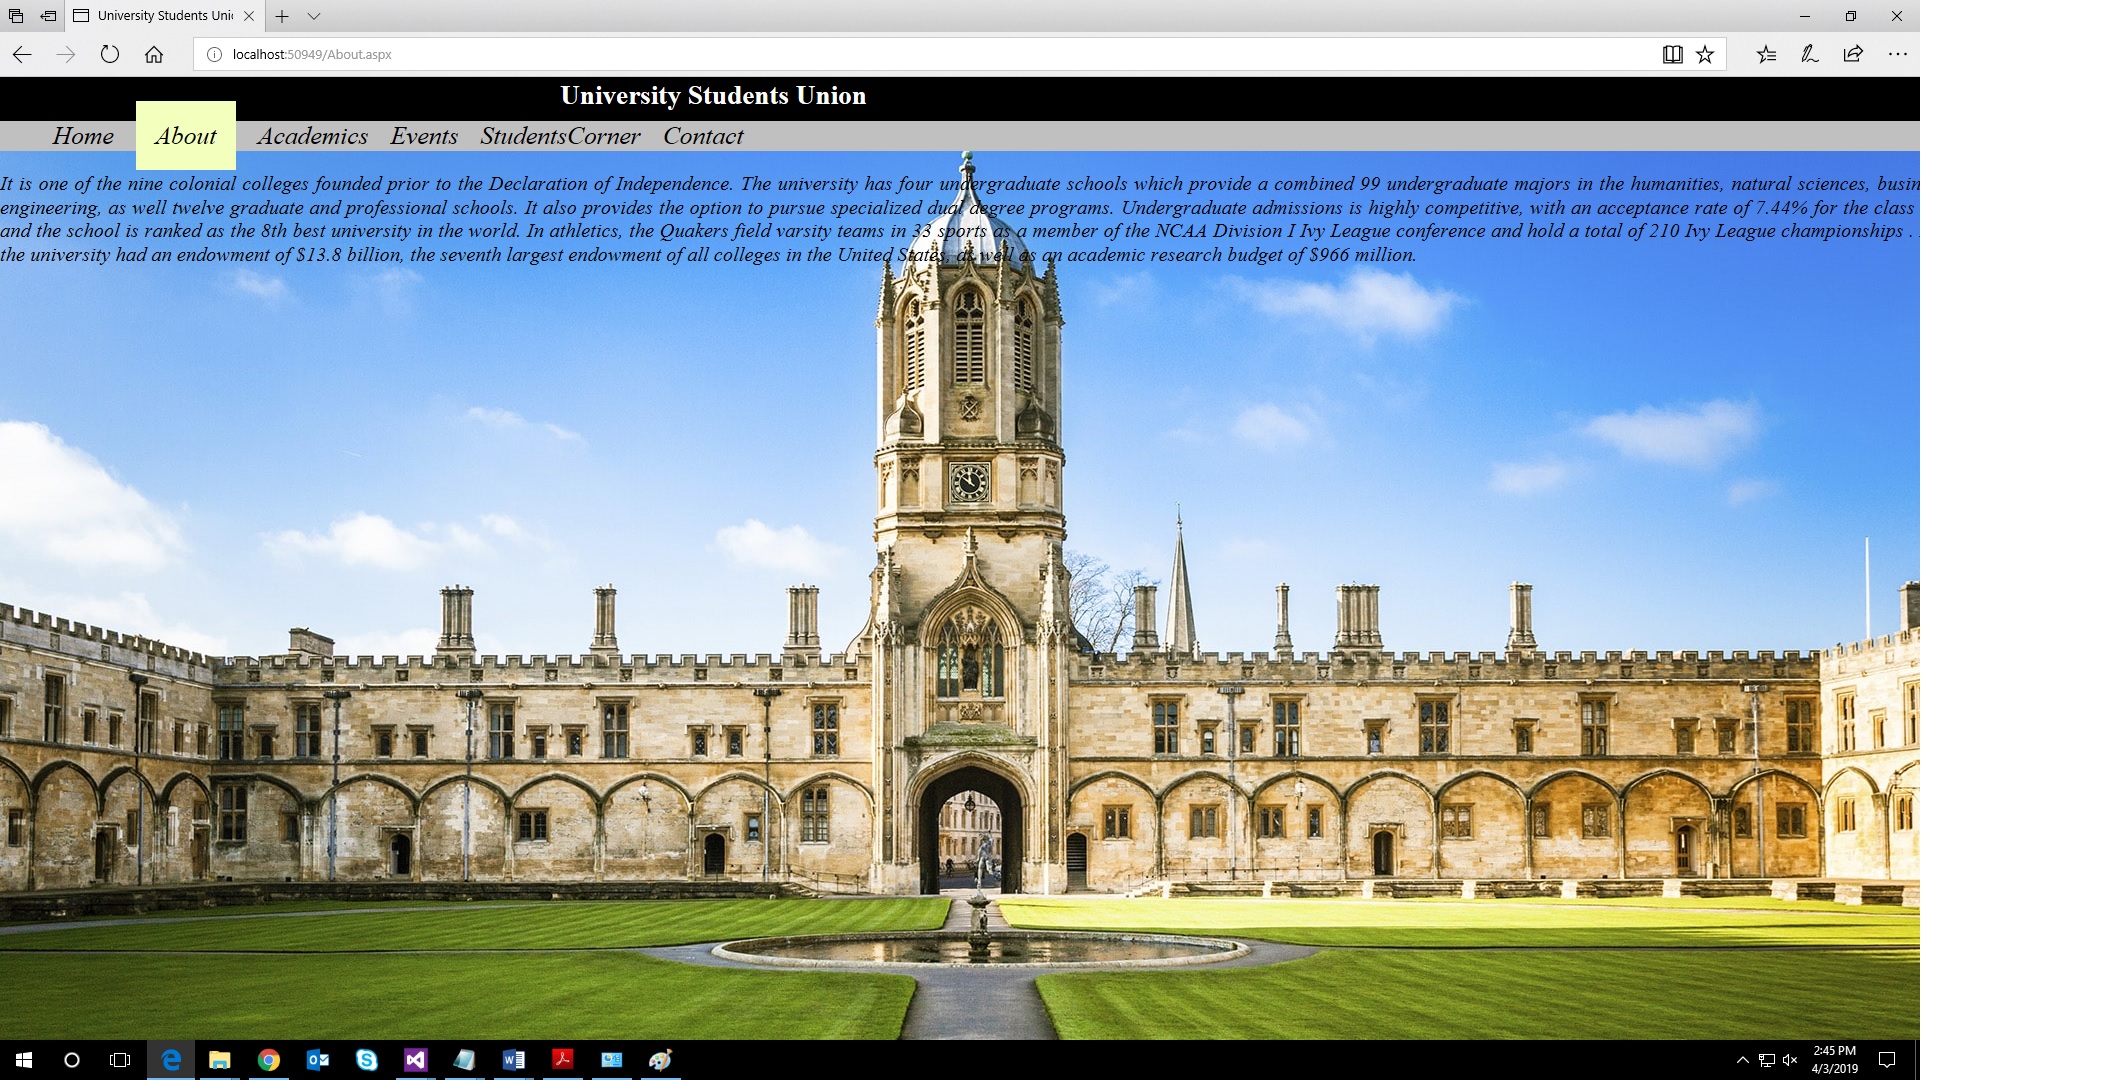 University Students Uni
localhost:50949/About.aspx
University Students Union
Home About Academics Events StudentsCorner Contact
It is one of the nine colonial colleges founded prior to the Declaration of Independence. The university has four undergraduate schools which provide a combined 99 undergraduate majors in the humanities, natural sciences, busin
engineering, as well twelve graduate and professional schools. It also provides the option to pursue specialized dual degree programs. Undergraduate admissions is highly competitive, with an acceptance rate of 7.44% for the class
and the school is ranked as the 8th best university in the world. In athletics, the Quakers field varsity teams in 33 sports as a member of the NCAA Division I Ivy League conference and hold a total of 210 Ivy League championships .
the university had an endowment of $13.8 billion, the seventh largest endowment of all colleges in the United States, as well as an academic research budget of $966 million.
2:45 PM
4/3/2019